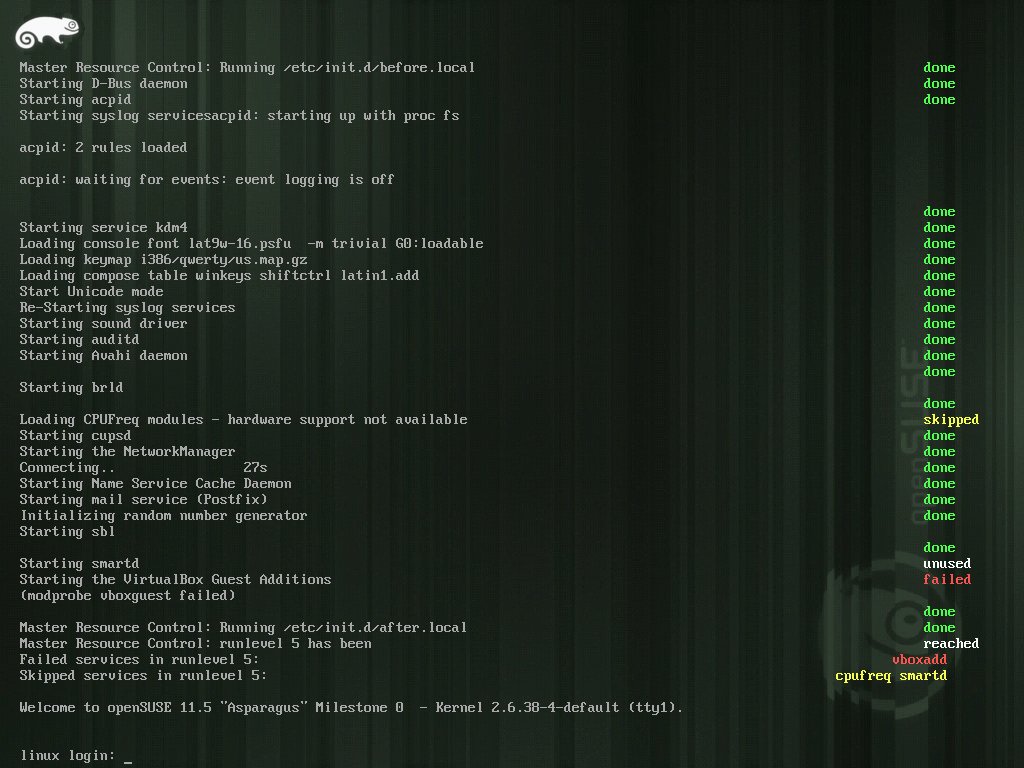 Master Resource Control: Running /etc/init.d/before.local done
Starting D-Bus daemon done
Starting acpid done
Starting syslog servicesacpid: starting up with proc fs
acpid: 2 rules loaded
acpid: waiting for events: event logging is off
done
Starting service kdm4 done
Loading console font lat9w-16.psfu -m trivial G0:loadable done
Loading keymap i386/qwerty/us.map.gz done
Loading compose table winkeys shiftctrl latin1.add done
Start Unicode mode done
Re-Starting syslog services done
Starting sound driver done
Starting auditd done
Starting Avahi daemon done
done
Starting brld
done
Loading CPUFreq modules - hardware support not available skipped
Starting cupsd done
Starting the NetworkManager done
Connecting.. 27s done
Starting Name Service Cache Daemon done
Starting mail service (Postfix) done
Initializing random number generator done
Starting sbl
done
Starting smartd unused
Starting the VirtualBox Guest Additions failed
(modprobe vboxguest failed)
done
Master Resource Control: Running /etc/init.d/after.local done
Master Resource Control: runlevel 5 has been reached
Failed services in runlevel 5: vboxadd
Skipped services in runlevel 5: cpufreq smartd
Welcome to openSUSE 11.5 "Asparagus" Milestone 0 - Kernel 2.6.38-4-default (tty1).
linux login: _
openSUSE